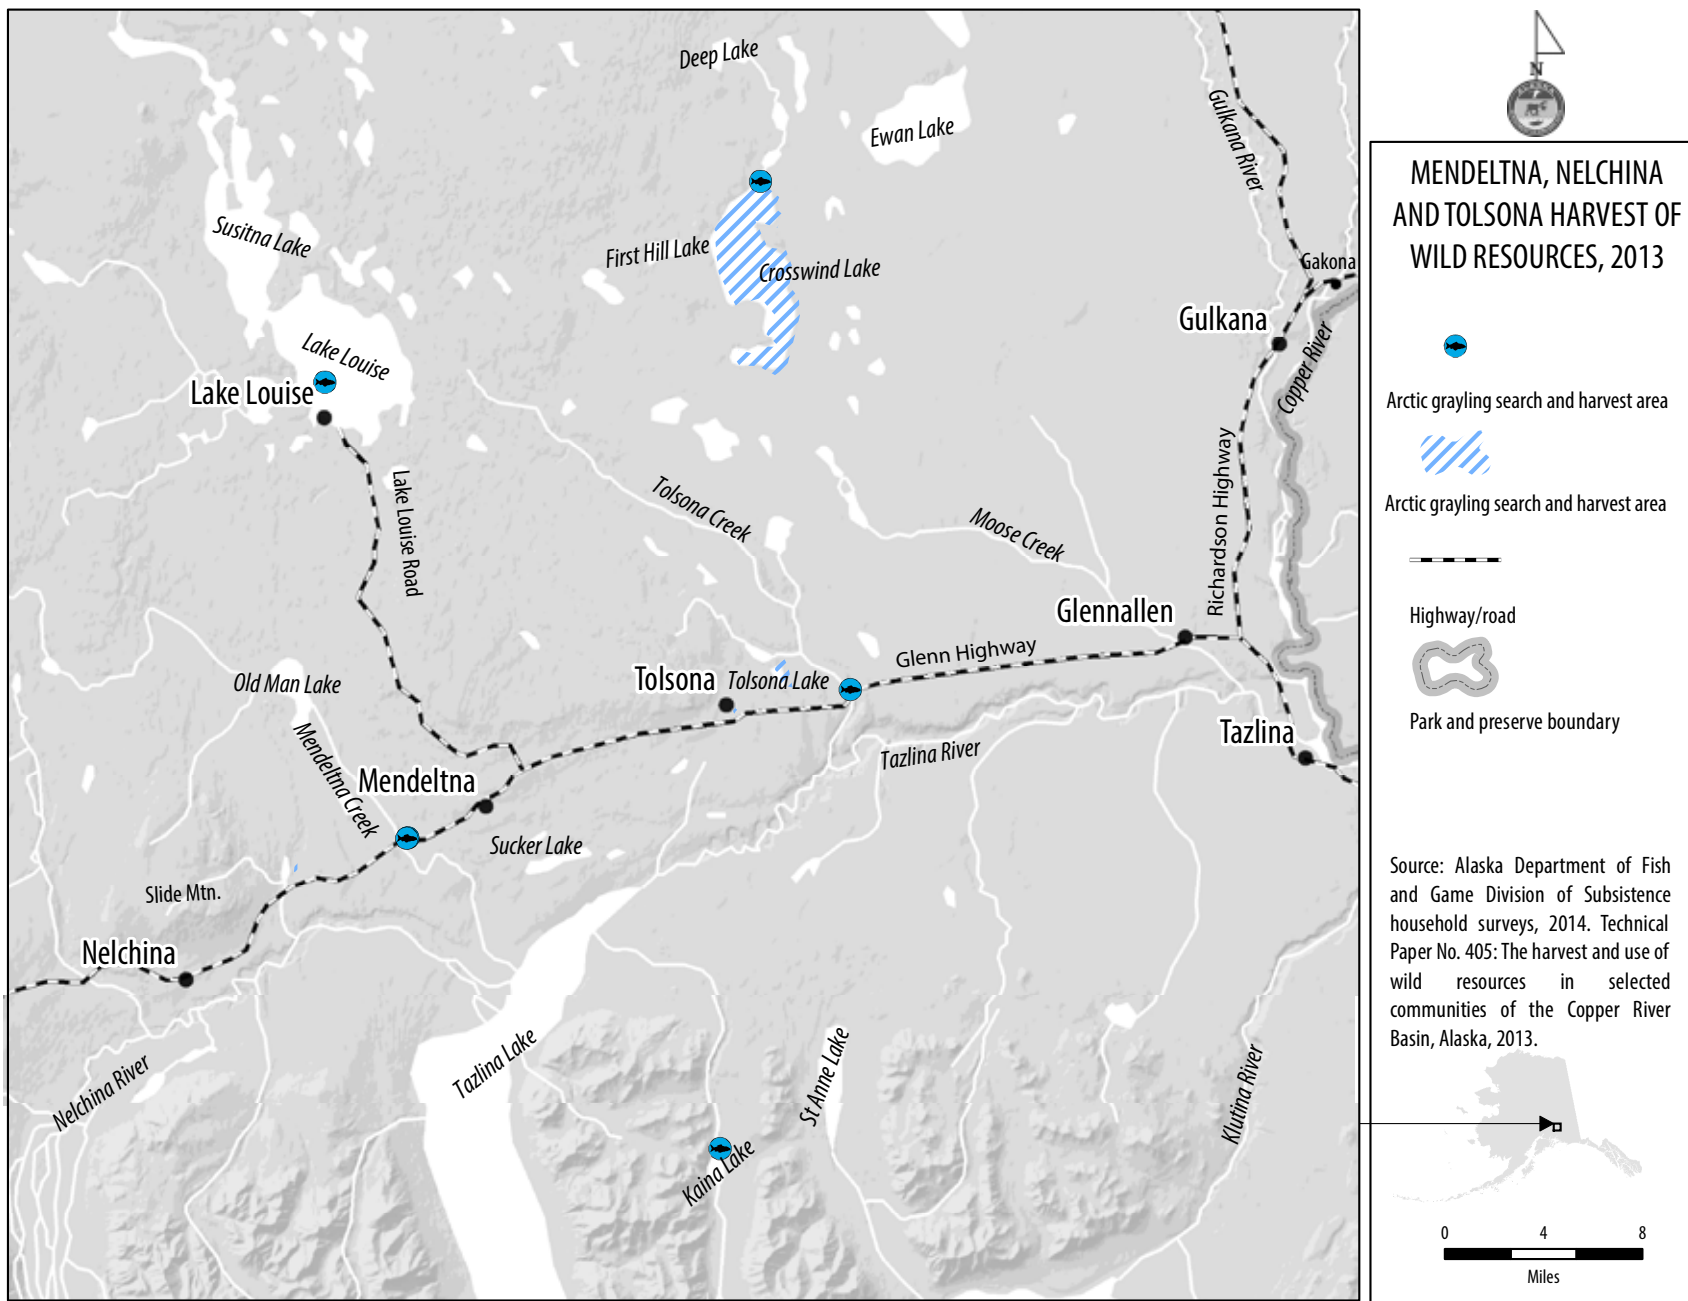 Deep Lake
Ewan Lake
Gulkana River
Susitna Lake
First Hill Lake
Crosswind Lake
Gakona
Gulkana
Copper River
Lake Louise
Lake Louise
Lake Louise Road
Tolsona Creek
Moose Creek
Richardson Highway
Glennallen
Glenn Highway
Old Man Lake
Tolsona
Tolsona Lake
Mendeltna Creek
Mendeltna
Tazlina River
Tazlina
Sucker Lake
Slide Mtn.
Nelchina
Nelchina River
Tazlina Lake
St Anne Lake
Klutina River
Kaina Lake
N
ALASKA
MENDELTNA, NELCHINA
AND TOLSONA HARVEST OF
WILD RESOURCES, 2013
Arctic grayling search and harvest area
Arctic grayling search and harvest area
Highway/road
Park and preserve boundary
Source: Alaska Department of Fish
and Game Division of Subsistence
household surveys, 2014. Technical
Paper No. 405: The harvest and use of
wild resources in selected
communities of the Copper River
Basin, Alaska, 2013.
0 4 8
Miles